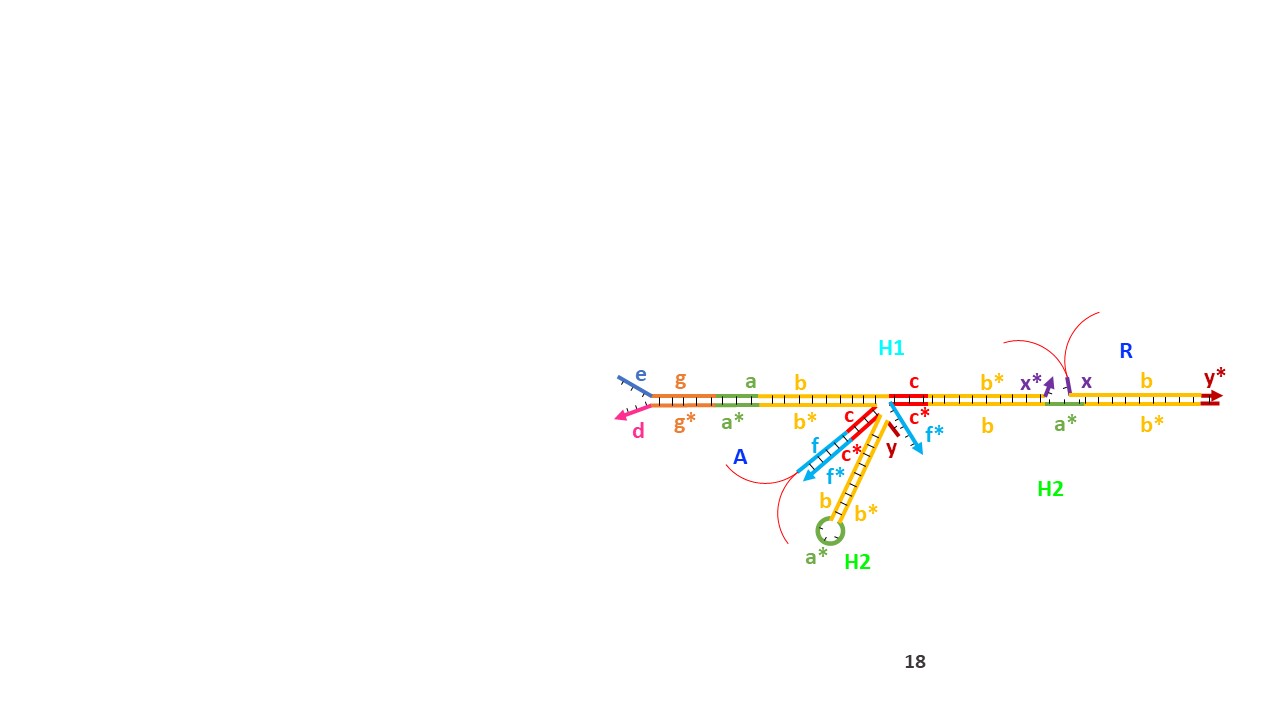 H1
R
e g a b c b* x* x b y*
d g* a* b* c c* b a* b*
f c* y f*
A f*
b b*
a* H2
H2
18